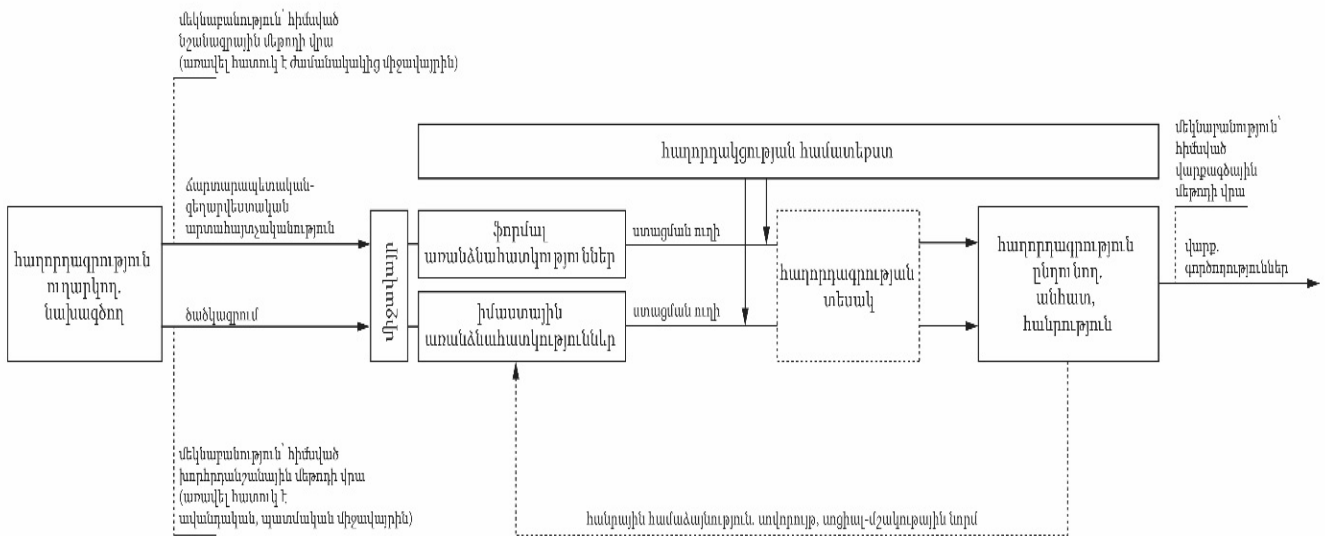 մեկնաբանություն՝ հիմնված
նշանագրային մեթոդի վրա
(առավել հատուկ է ժամանակակից միջավայրին)
հաղորդակցության համատեքստ
մեկնաբանություն՝
հիմնված
վարքագծային
մեթոդի վրա
ճարտարապետական-
գեղարվեստական
արտահայտչականություն
հաղորդագրություն
ուղարկող.
նախագծող
ծածկագրում
միջավայր
ֆորմալ
առանձնահատկություններ
իմաստային
առանձնահատկություններ
ստացման ուղի
ստացման ուղի
հաղորդագրության
տեսակ
հաղորդագրություն
ընդունող.
անհատ,
հանրություն
վարք.
գործողություններ
մեկնաբանություն՝ հիմնված
խորհրդանշանային մեթոդի վրա
(առավել հատուկ է
ավանդական, պատմական միջավայրին)
հանրային համաձայնություն. սովորույթ, սոցիալ-մշակութային նորմ